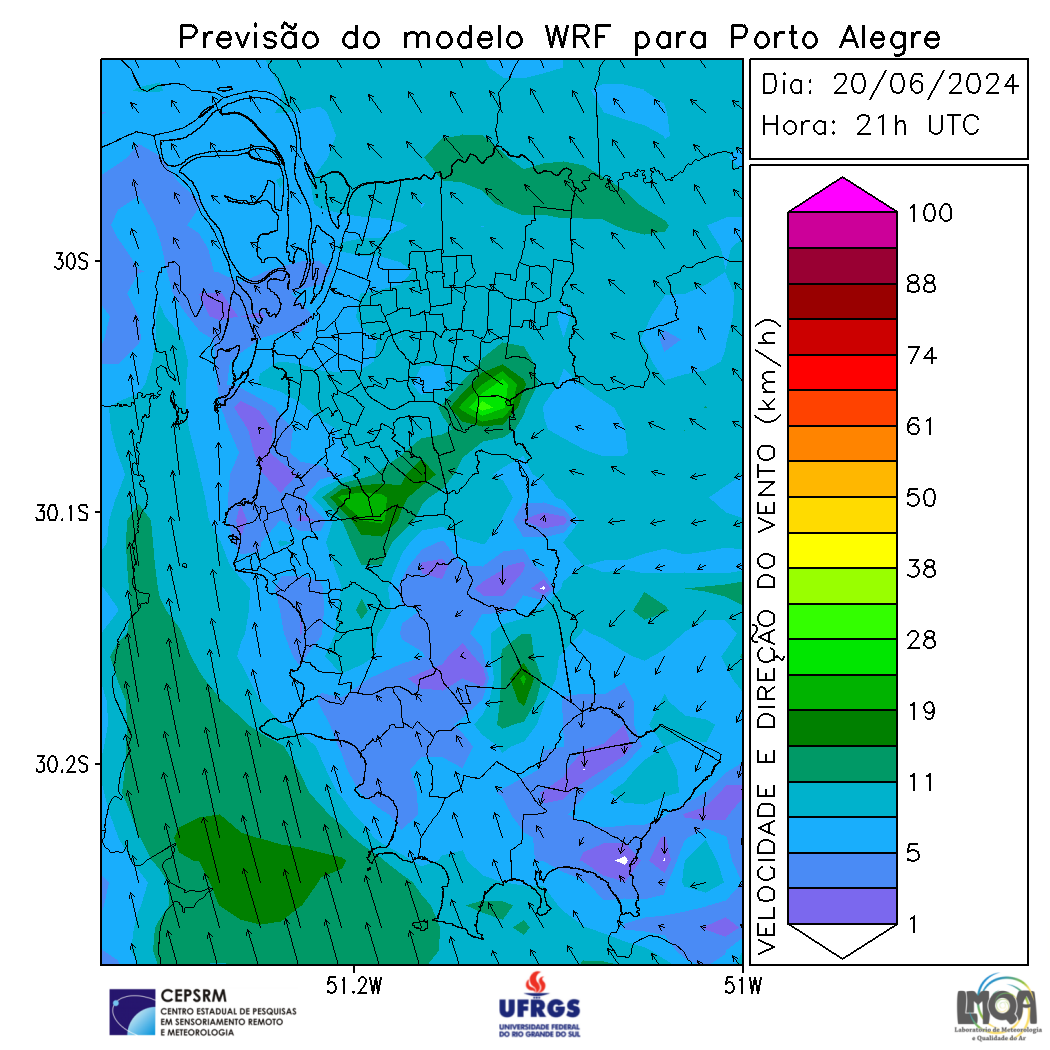 Previsão do modelo WRF para Porto Alegre
Dia: 20/06/2024
Hora: 21h UTC
30S
30.1S
30.2S
51.2W
51W
VELOCIDADE E DIREÇÃO DO VENTO (km/h)
100
88
74
61
50
38
28
19
11
5
1
CEPSRM
CENTRO ESTADUAL DE PESQUISAS
EM SENSORIAMENTO REMOTO
E METEOROLOGIA
UFRGS
UNIVERSIDADE FEDERAL
DO RIO GRANDE DO SUL
LMQA
Laboratório de Meteorologia
e Qualidade do Ar